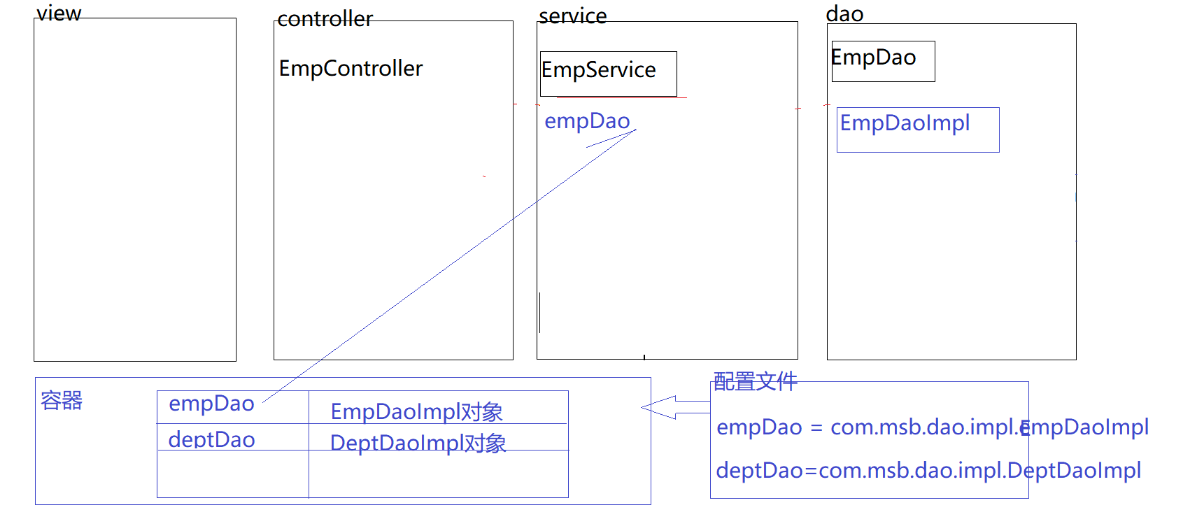 view
controller
service
dao
EmpController
EmpService
EmpDao
empDao
EmpDaoImpl
容器
empDao
EmpDaoImpl对象
deptDao
DeptDaoImpl对象
配置文件
empDao = com.msb.dao.impl.EmpDaoImpl
deptDao=com.msb.dao.impl.DeptDaoImpl